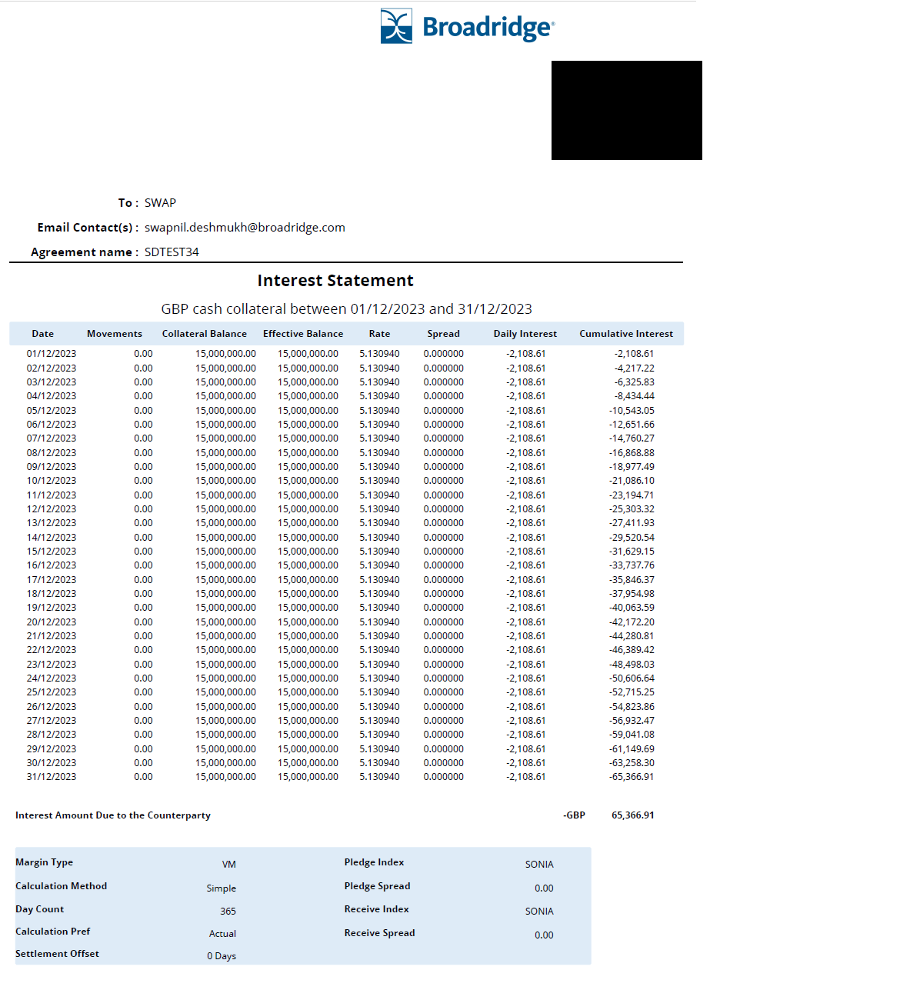 Broadridge®
To : SWAP
Email Contact(s) : swapnil.deshmukh@broadridge.com
Agreement name : SDTEST34
Interest Statement
GBP cash collateral between 01/12/2023 and 31/12/2023
Date Movements Collateral Balance Effective Balance Rate Spread Daily Interest Cumulative Interest
01/12/2023 0.00 15,000,000.00 15,000,000.00 5.130940 0.000000 -2,108.61 -2,108.61
02/12/2023 0.00 15,000,000.00 15,000,000.00 5.130940 0.000000 -2,108.61 -4,217.22
03/12/2023 0.00 15,000,000.00 15,000,000.00 5.130940 0.000000 -2,108.61 -6,325.83
04/12/2023 0.00 15,000,000.00 15,000,000.00 5.130940 0.000000 -2,108.61 -8,434.44
05/12/2023 0.00 15,000,000.00 15,000,000.00 5.130940 0.000000 -2,108.61 -10,543.05
06/12/2023 0.00 15,000,000.00 15,000,000.00 5.130940 0.000000 -2,108.61 -12,651.66
07/12/2023 0.00 15,000,000.00 15,000,000.00 5.130940 0.000000 -2,108.61 -14,760.27
08/12/2023 0.00 15,000,000.00 15,000,000.00 5.130940 0.000000 -2,108.61 -16,868.88
09/12/2023 0.00 15,000,000.00 15,000,000.00 5.130940 0.000000 -2,108.61 -18,977.49
10/12/2023 0.00 15,000,000.00 15,000,000.00 5.130940 0.000000 -2,108.61 -21,086.10
11/12/2023 0.00 15,000,000.00 15,000,000.00 5.130940 0.000000 -2,108.61 -23,194.71
12/12/2023 0.00 15,000,000.00 15,000,000.00 5.130940 0.000000 -2,108.61 -25,303.32
13/12/2023 0.00 15,000,000.00 15,000,000.00 5.130940 0.000000 -2,108.61 -27,411.93
14/12/2023 0.00 15,000,000.00 15,000,000.00 5.130940 0.000000 -2,108.61 -29,520.54
15/12/2023 0.00 15,000,000.00 15,000,000.00 5.130940 0.000000 -2,108.61 -31,629.15
16/12/2023 0.00 15,000,000.00 15,000,000.00 5.130940 0.000000 -2,108.61 -33,737.76
17/12/2023 0.00 15,000,000.00 15,000,000.00 5.130940 0.000000 -2,108.61 -35,846.37
18/12/2023 0.00 15,000,000.00 15,000,000.00 5.130940 0.000000 -2,108.61 -37,954.98
19/12/2023 0.00 15,000,000.00 15,000,000.00 5.130940 0.000000 -2,108.61 -40,063.59
20/12/2023 0.00 15,000,000.00 15,000,000.00 5.130940 0.000000 -2,108.61 -42,172.20
21/12/2023 0.00 15,000,000.00 15,000,000.00 5.130940 0.000000 -2,108.61 -44,280.81
22/12/2023 0.00 15,000,000.00 15,000,000.00 5.130940 0.000000 -2,108.61 -46,389.42
23/12/2023 0.00 15,000,000.00 15,000,000.00 5.130940 0.000000 -2,108.61 -48,498.03
24/12/2023 0.00 15,000,000.00 15,000,000.00 5.130940 0.000000 -2,108.61 -50,606.64
25/12/2023 0.00 15,000,000.00 15,000,000.00 5.130940 0.000000 -2,108.61 -52,715.25
26/12/2023 0.00 15,000,000.00 15,000,000.00 5.130940 0.000000 -2,108.61 -54,823.86
27/12/2023 0.00 15,000,000.00 15,000,000.00 5.130940 0.000000 -2,108.61 -56,932.47
28/12/2023 0.00 15,000,000.00 15,000,000.00 5.130940 0.000000 -2,108.61 -59,041.08
29/12/2023 0.00 15,000,000.00 15,000,000.00 5.130940 0.000000 -2,108.61 -61,149.69
30/12/2023 0.00 15,000,000.00 15,000,000.00 5.130940 0.000000 -2,108.61 -63,258.30
31/12/2023 0.00 15,000,000.00 15,000,000.00 5.130940 0.000000 -2,108.61 -65,366.91
Interest Amount Due to the Counterparty -GBP 65,366.91
Margin Type VM Pledge Index SONIA
Calculation Method Simple Pledge Spread 0.00
Day Count 365 Receive Index SONIA
Calculation Pref Actual Receive Spread 0.00
Settlement Offset 0 Days